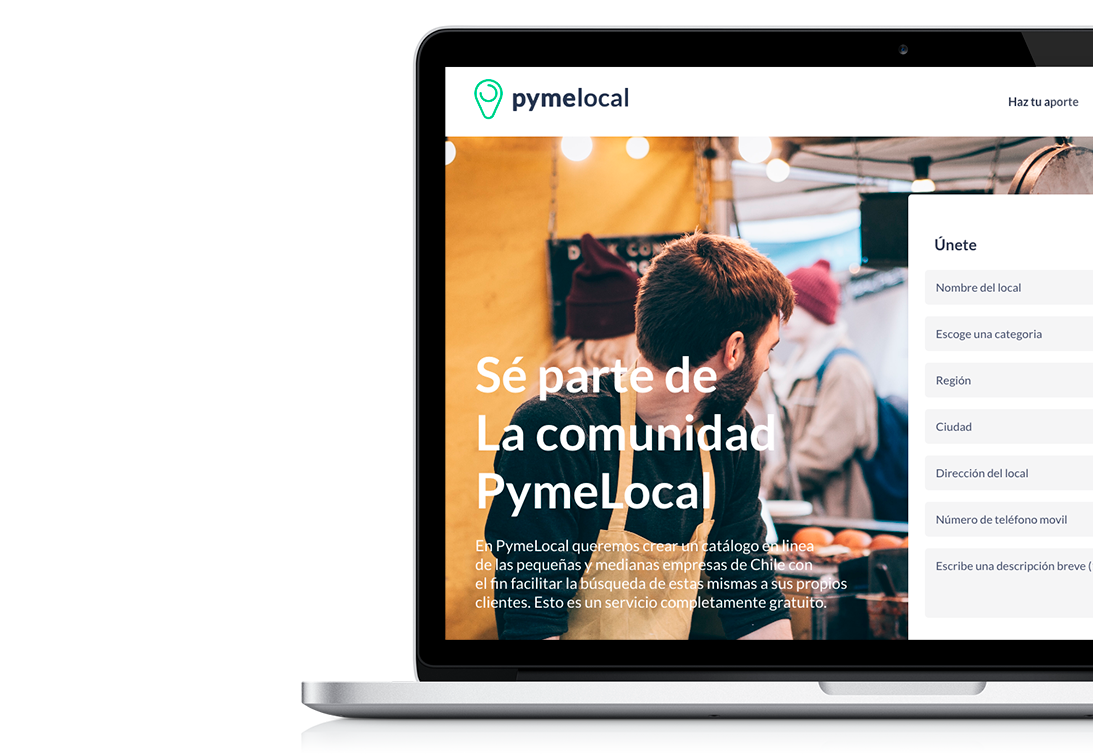 pymelocal
Haz tu aporte
Sé parte de
La comunidad
PymeLocal
En PymeLocal queremos crear un catálogo en linea
de las pequeñas y medianas empresas de Chile con
el fin facilitar la búsqueda de estas mismas a sus propios
clientes. Esto es un servicio completamente gratuito.
Únete
Nombre del local
Escoge una categoria
Región
Ciudad
Dirección del local
Número de teléfono movil
Escribe una descripción breve (